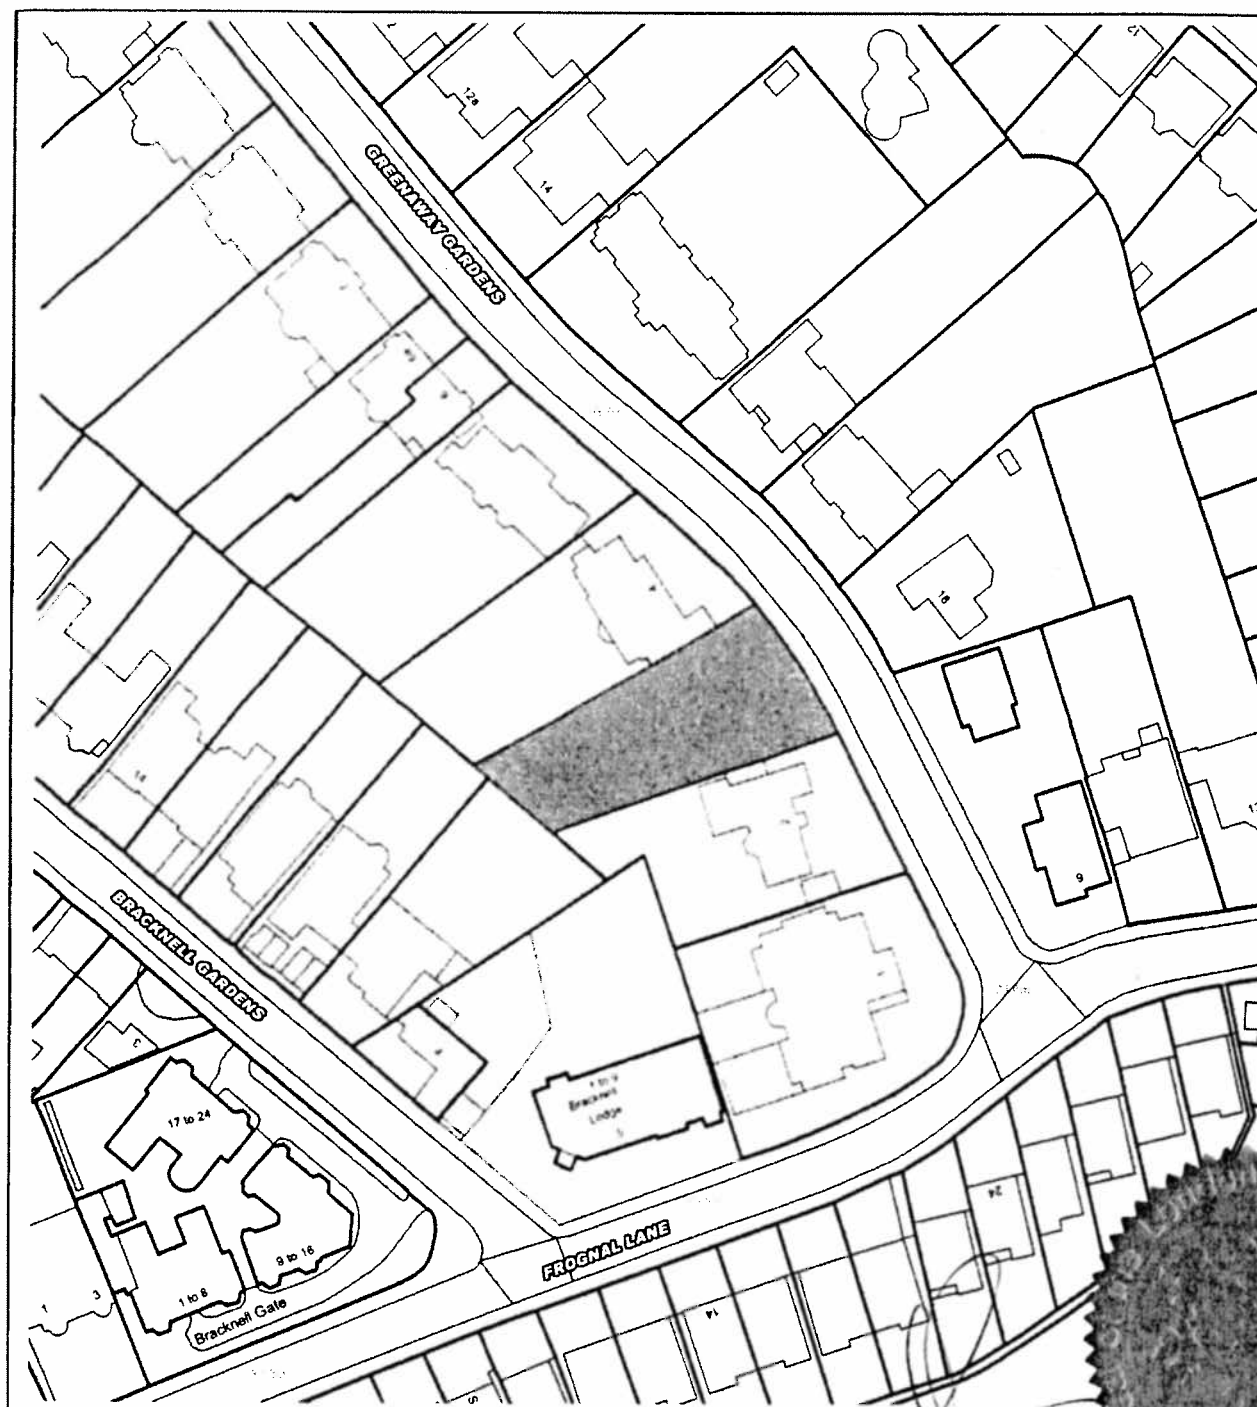 12a
14
GREENAWAY GARDENS
16
14
9
BRACKNELL GARDENS
3
17 to 24
Bracknell
Lodge
9 to 16
1 to 8
Bracknell Gate
1
3
FROGNAL LANE
24
14